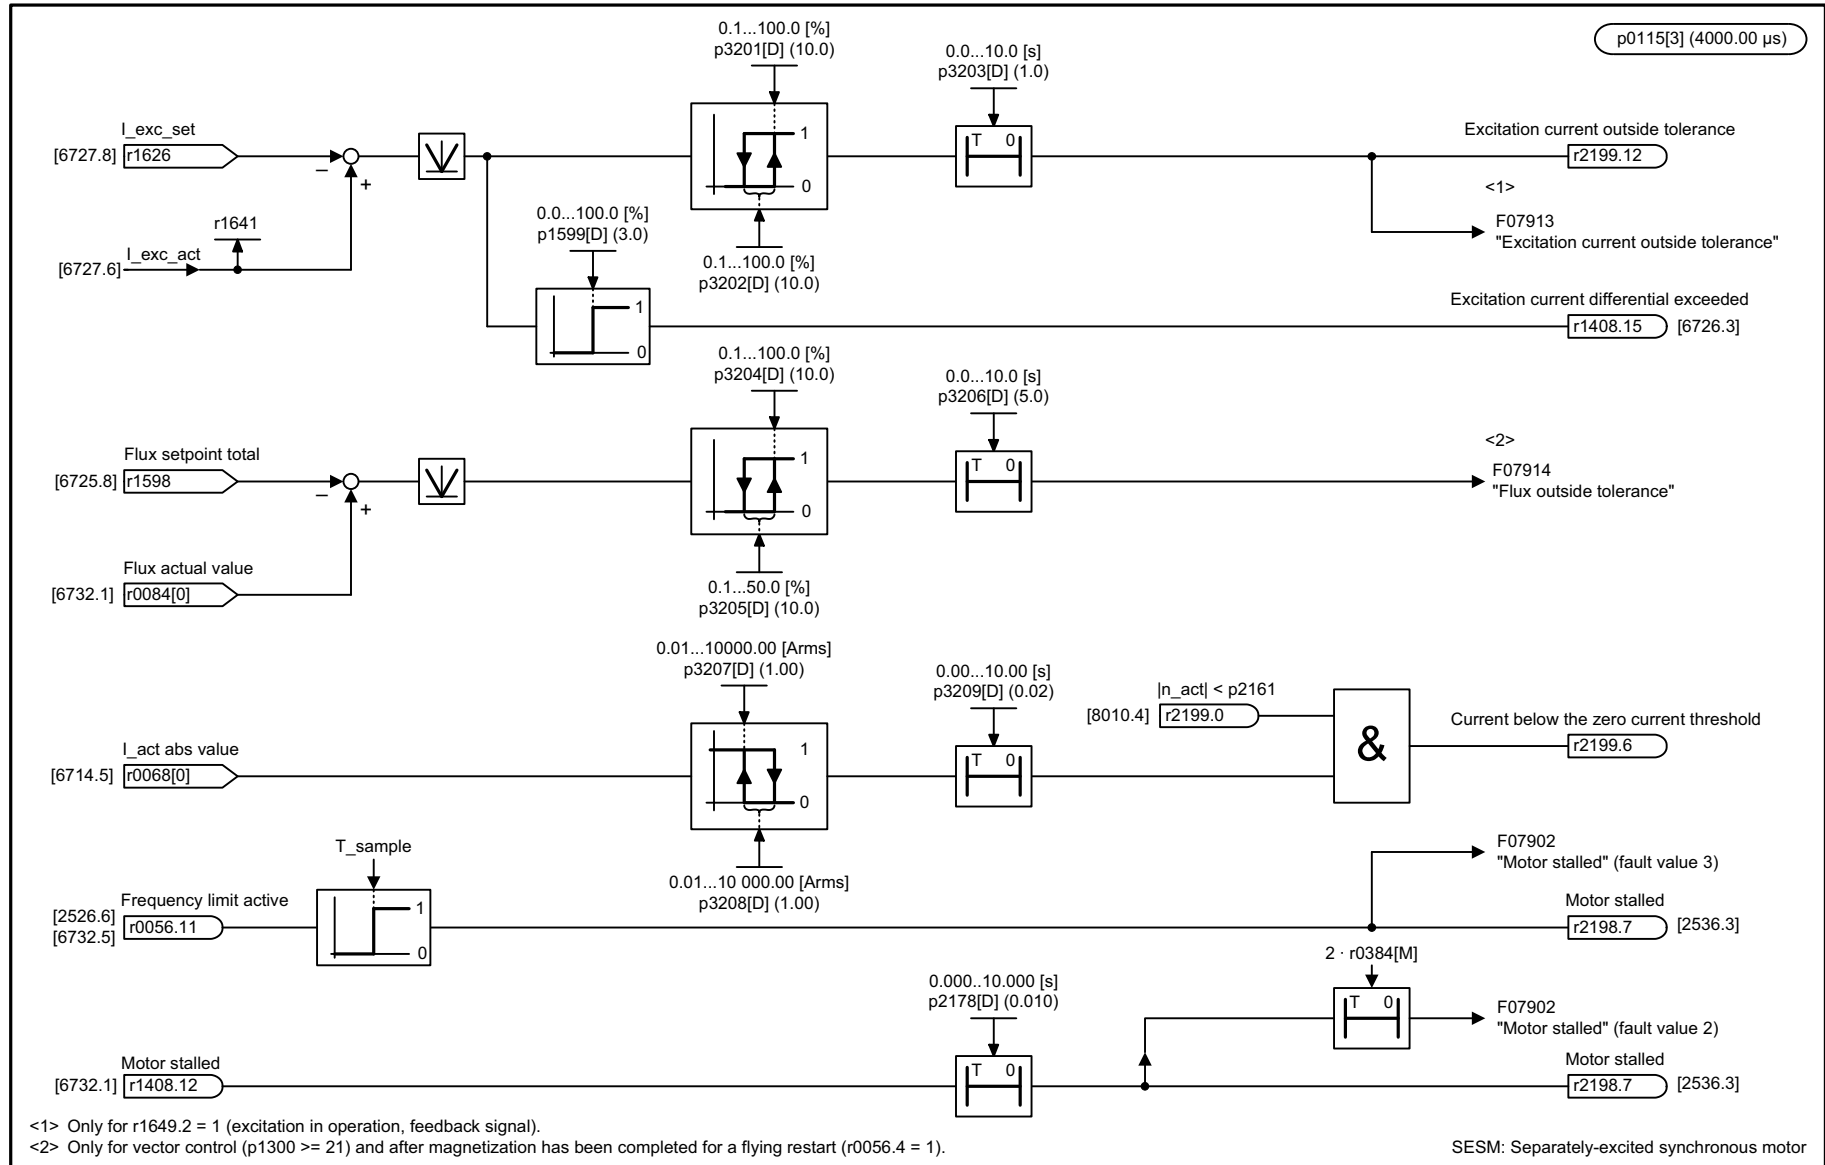 0.1...100.0 [%]
p3201[D] (10.0)
0.0...10.0 [s]
p3203[D] (1.0)
p0115[3] (4000.00 µs)
I_exc_set
[6727.8] r1626
–
+
1
0
T 0
Excitation current outside tolerance
r2199.12
<1>
F07913
"Excitation current outside tolerance"
r1641
I_exc_act
[6727.6]
0.0...100.0 [%]
p1599[D] (3.0)
0.1...100.0 [%]
p3202[D] (10.0)
1
0
Excitation current differential exceeded
r1408.15 [6726.3]
0.1...100.0 [%]
p3204[D] (10.0)
0.0...10.0 [s]
p3206[D] (5.0)
Flux setpoint total
[6725.8] r1598
–
+
1
0
T 0
<2>
F07914
"Flux outside tolerance"
Flux actual value
[6732.1] r0084[0]
0.1...50.0 [%]
p3205[D] (10.0)
0.01...10000.00 [Arms]
p3207[D] (1.00)
0.00...10.00 [s]
p3209[D] (0.02)
|n_act| < p2161
[8010.4] r2199.0
I_act abs value
[6714.5] r0068[0]
1
0
T 0
&
Current below the zero current threshold
r2199.6
0.01...10 000.00 [Arms]
p3208[D] (1.00)
T_sample
Frequency limit active
[2526.6]
[6732.5]
r0056.11
1
0
F07902
"Motor stalled" (fault value 3)
Motor stalled
r2198.7 [2536.3]
2 · r0384[M]
T 0
F07902
"Motor stalled" (fault value 2)
0.000..10.000 [s]
p2178[D] (0.010)
Motor stalled
[6732.1] r1408.12
T 0
Motor stalled
r2198.7 [2536.3]
<1> Only for r1649.2 = 1 (excitation in operation, feedback signal).
<2> Only for vector control (p1300 >= 21) and after magnetization has been completed for a flying restart (r0056.4 = 1).
SESM: Separately-excited synchronous motor